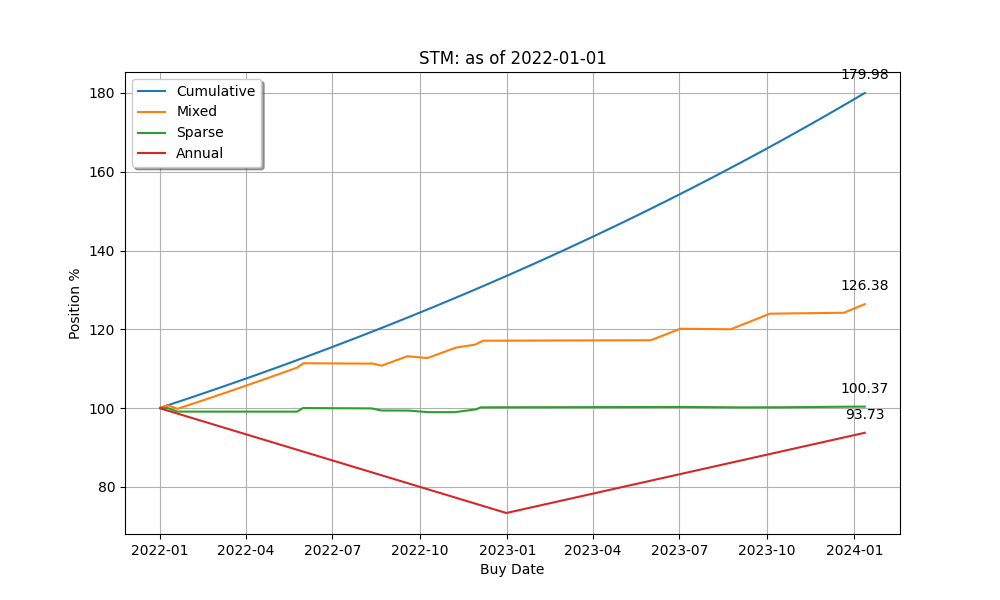 STM: as of 2022-01-01
Cumulative
Mixed
Sparse
Annual
179.98
126.38
100.37
93.73
180
160
140
120
100
80
Position %
2022-01 2022-04 2022-07 2022-10 2023-01 2023-04 2023-07 2023-10 2024-01
Buy Date